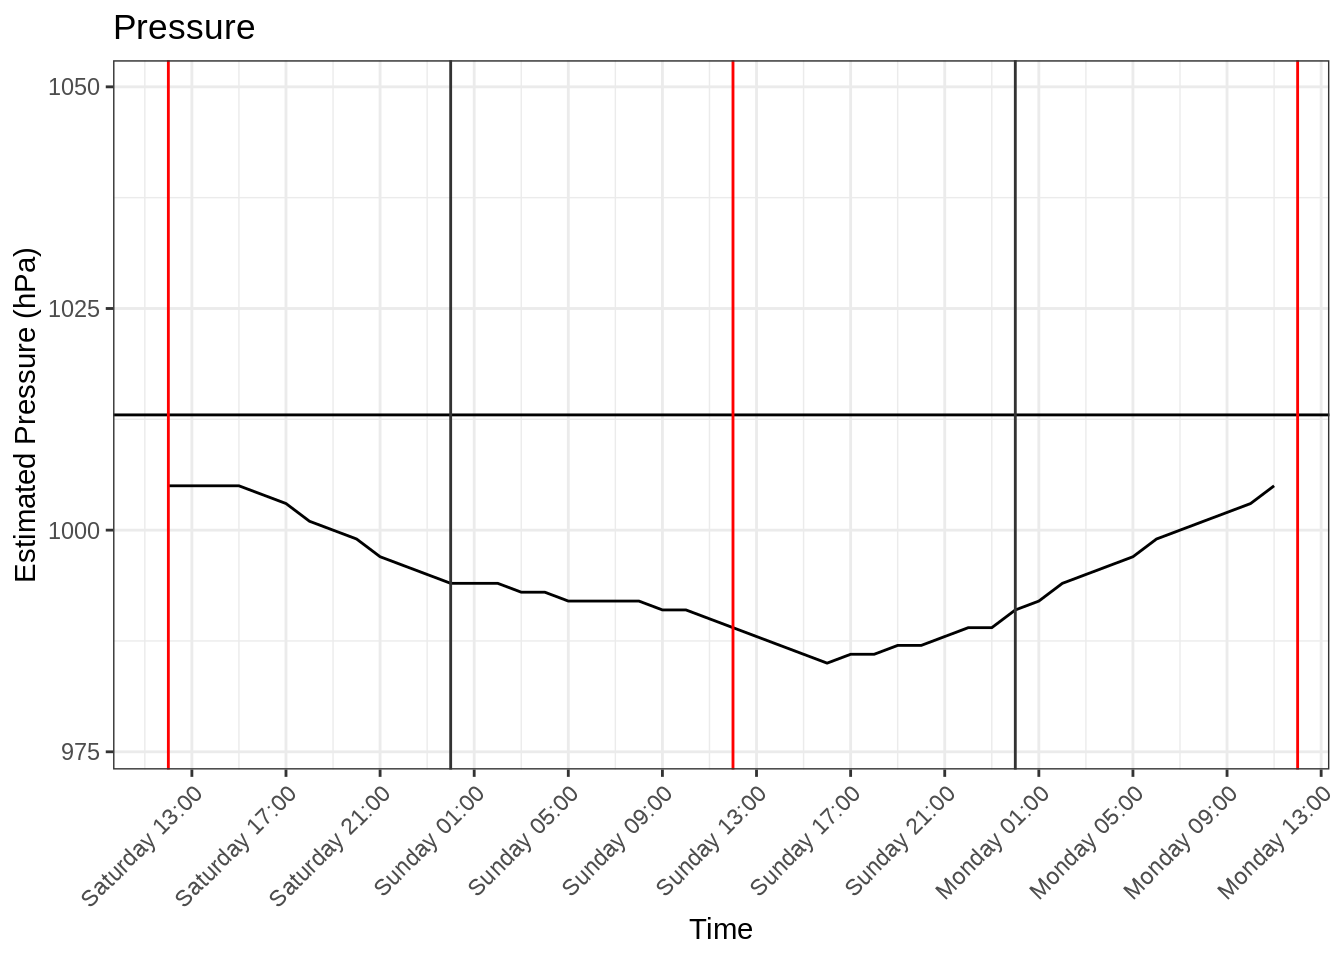 Pressure
Estimated Pressure (hPa)
1050
1025
1000
975
Saturday 13:00
Saturday 17:00
Saturday 21:00
Sunday 01:00
Sunday 05:00
Sunday 09:00
Sunday 13:00
Sunday 17:00
Sunday 21:00
Monday 01:00
Monday 05:00
Monday 09:00
Monday 13:00
Time